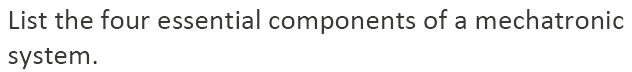 List the four essential components of a mechatronic
system.